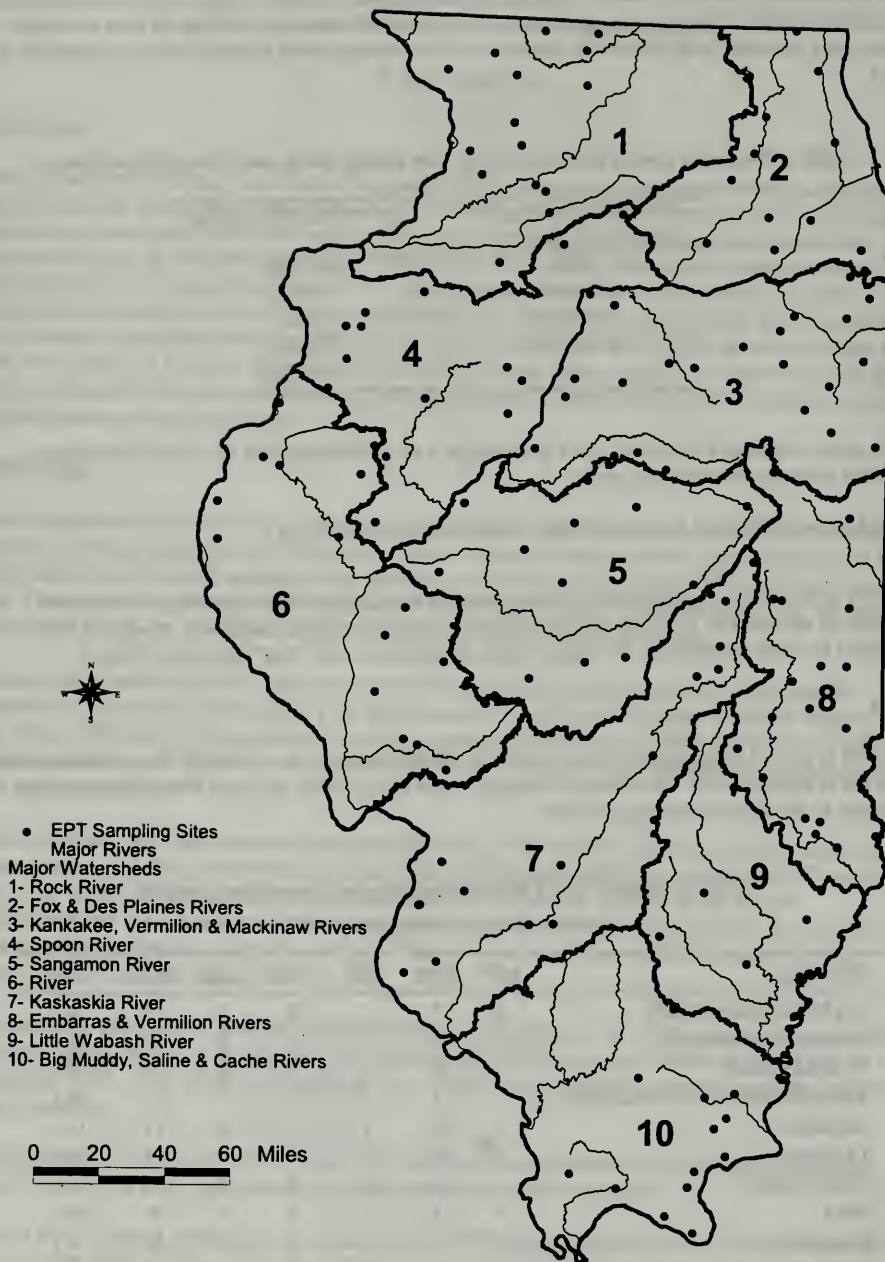 1
2
3
4
5
6
7
8
9
10
N
W E
S
• EPT Sampling Sites
Major Rivers
Major Watersheds
1- Rock River
2- Fox & Des Plaines Rivers
3- Kankakee, Vermilion & Mackinaw Rivers
4- Spoon River
5- Sangamon River
6- River
7- Kaskaskia River
8- Embarras & Vermilion Rivers
9- Little Wabash River
10- Big Muddy, Saline & Cache Rivers
0 20 40 60 Miles